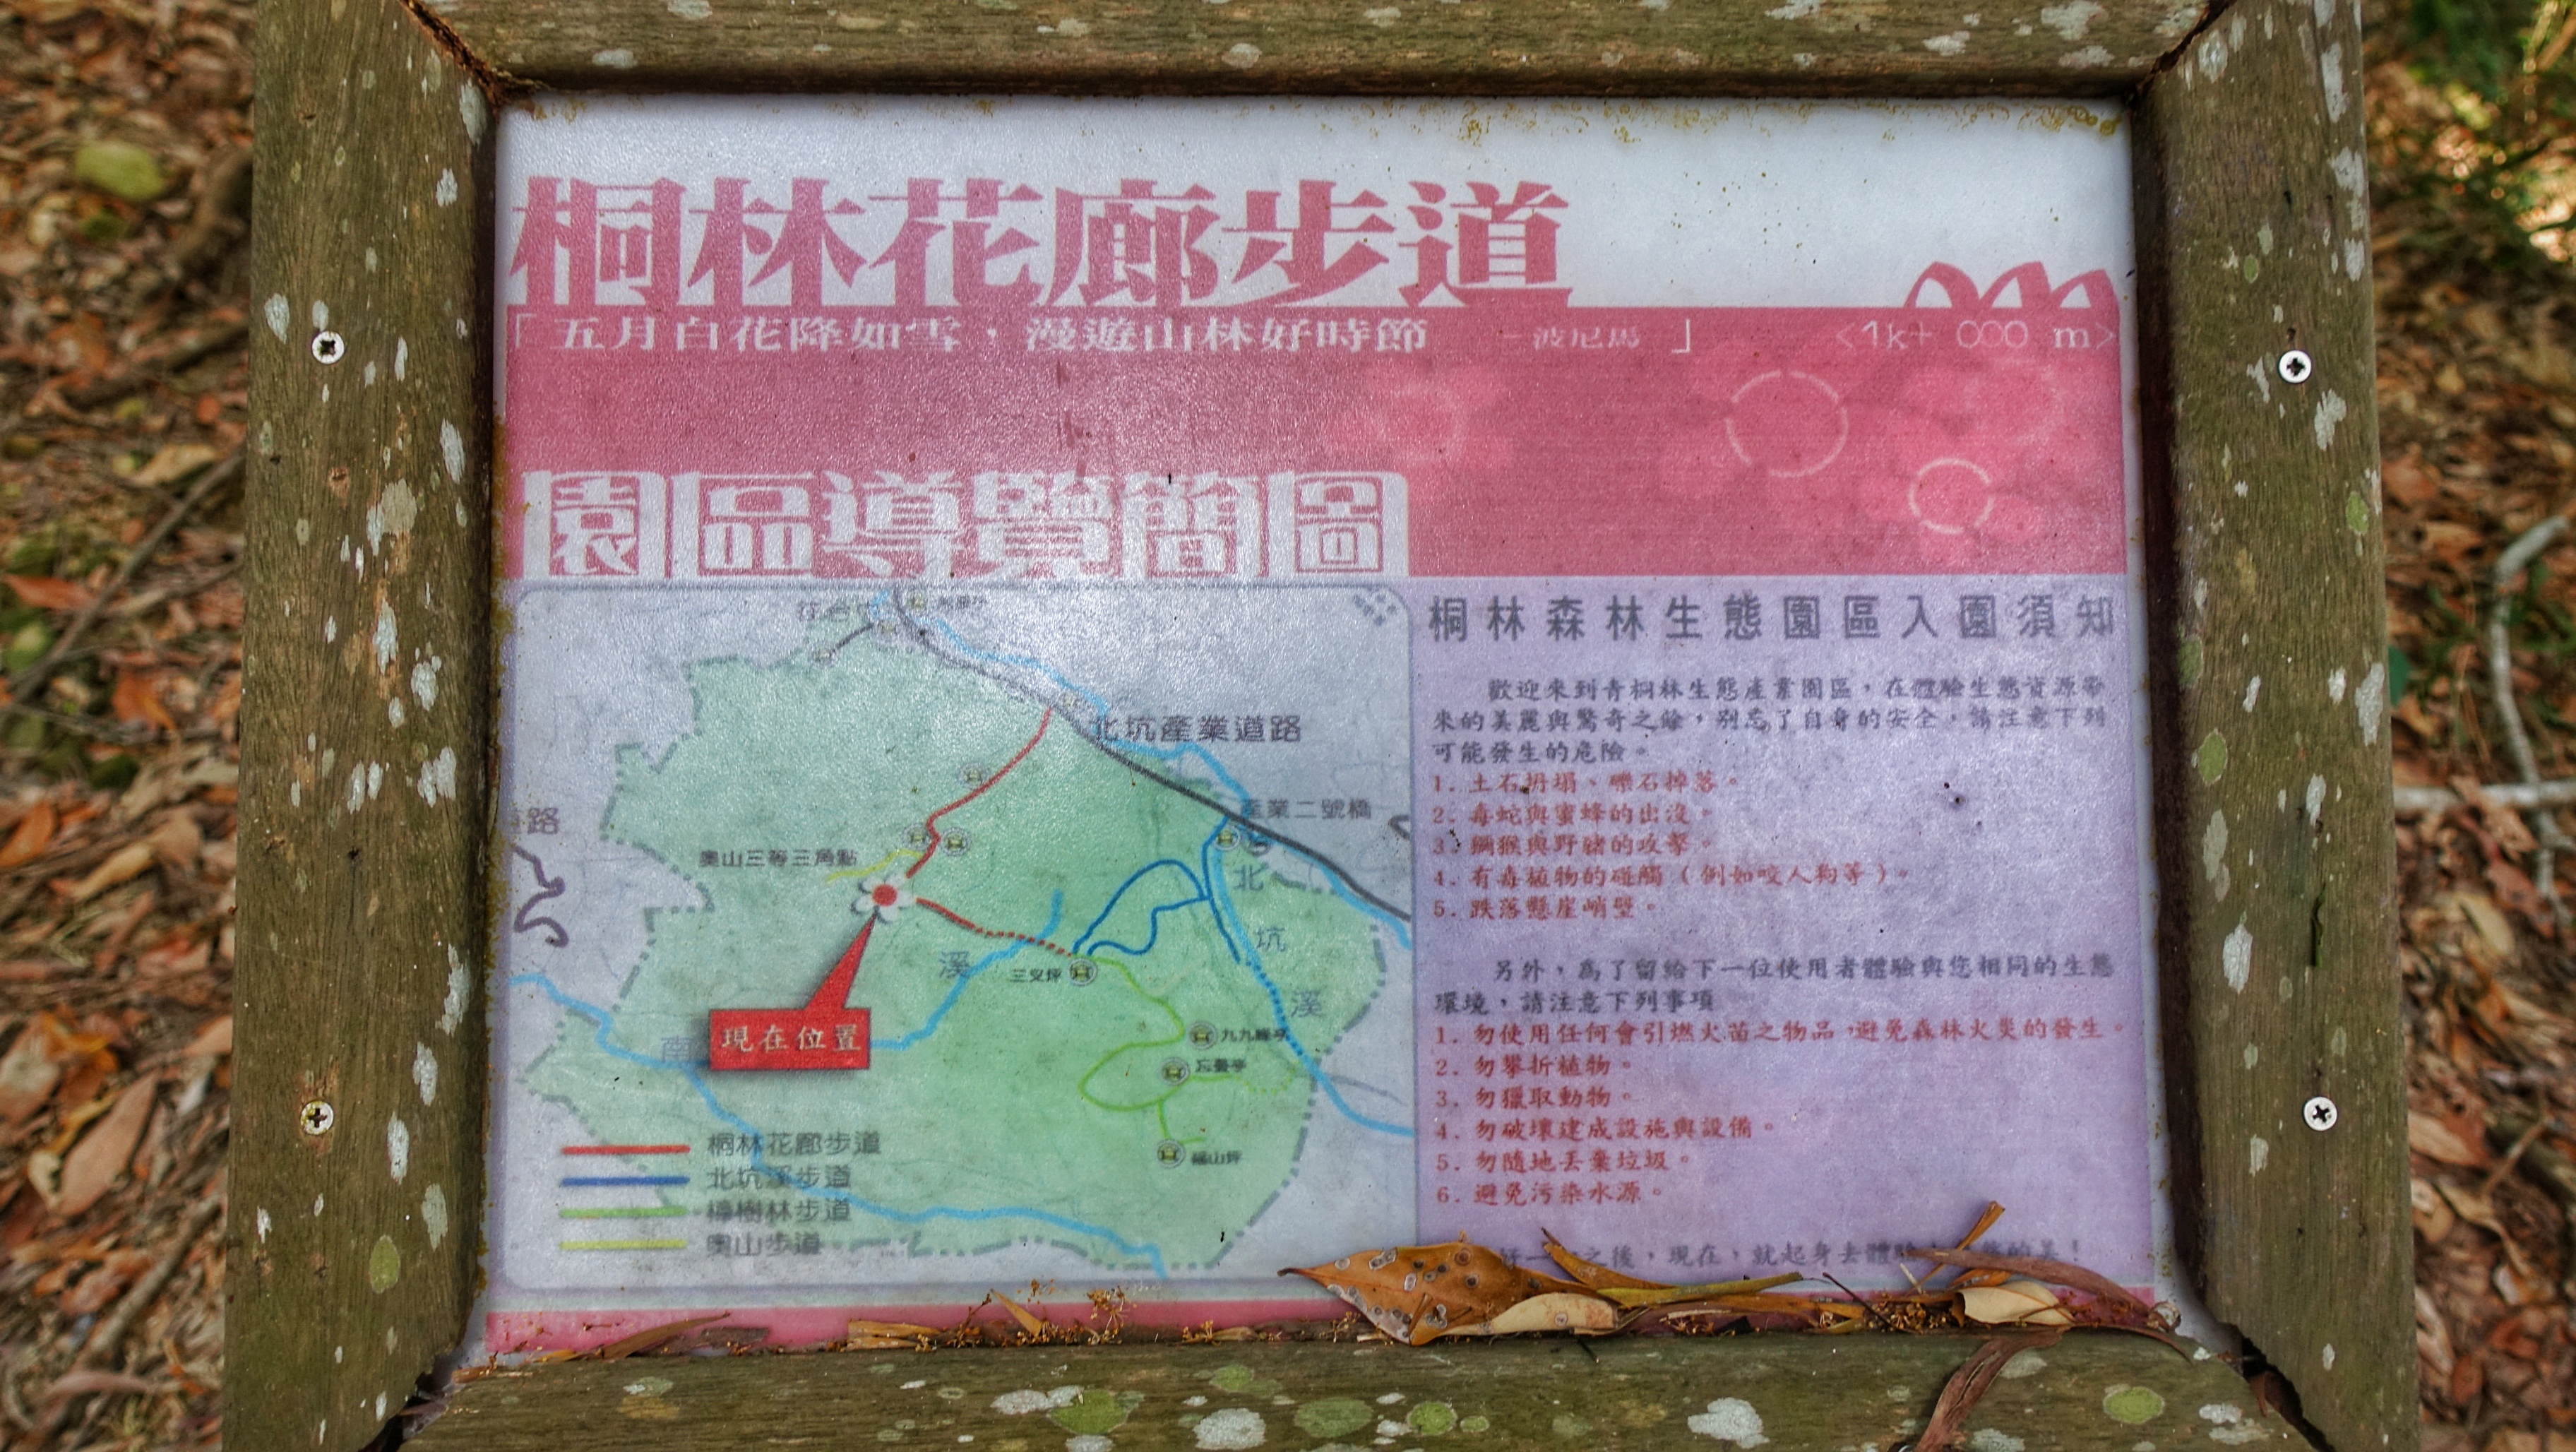 桐林花廊步道
「五月白花降如雪，漫遊山林好時節 －波尼馬 」 <1k+ 000 m>
園區導覽簡圖
北坑產業道路
產業二號橋
路
奧山三等三角點
北
坑
溪
溪
三叉坪
南
現在位置
九九峰亭
忘憂亭
福山坪
桐林花廊步道
北坑溪步道
樟樹林步道
奧山步道
桐林森林生態園區入園須知
歡迎來到青桐林生態產業園區，在體驗生態資源帶
來的美麗與驚奇之餘，別忘了自身的安全，請注意下列
可能發生的危險。
1. 土石坍塌、礫石掉落。
2. 毒蛇與蜜蜂的出沒。
3. 獼猴與野豬的攻擊。
4. 有毒植物的碰觸（例如咬人狗等）。
5. 跌落懸崖峭壁。
另外，為了留給下一位使用者體驗與您相同的生態
環境，請注意下列事項
1. 勿使用任何會引燃火苗之物品，避免森林火災的發生。
2. 勿攀折植物。
3. 勿獵取動物。
4. 勿破壞建成設施與設備。
5. 勿隨地丟棄垃圾。
6. 避免污染水源。
之後，現在，就起身去體驗 的美！